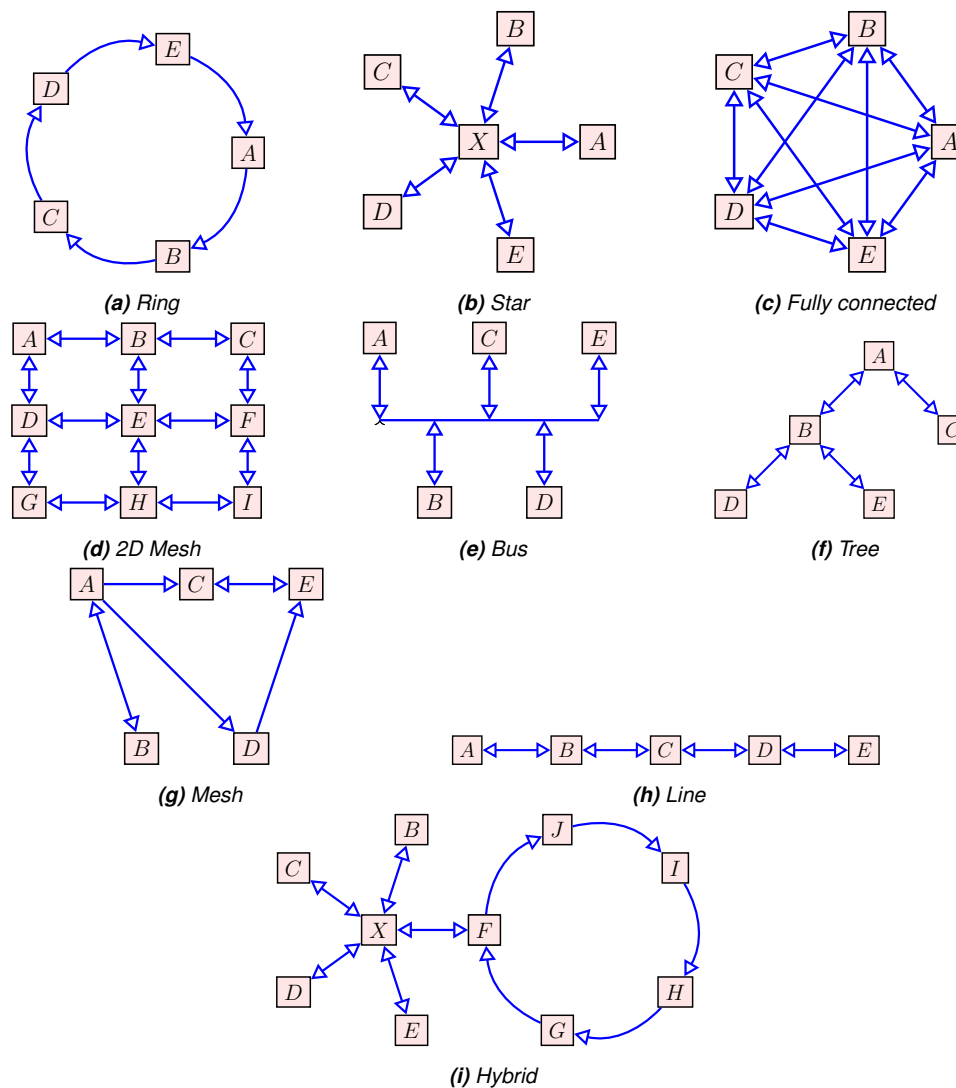 B
E
C
B
C
D
A
X
A
A
C
D
D
B
E
E
(a) Ring
(b) Star
(c) Fully connected
A
B
C
A
C
E
A
D
E
F
B
C
G
H
I
B
D
D
E
(d) 2D Mesh
(e) Bus
(f) Tree
A
C
E
B
D
A
B
C
D
E
(g) Mesh
(h) Line
B
J
C
I
X
F
D
H
E
G
(i) Hybrid